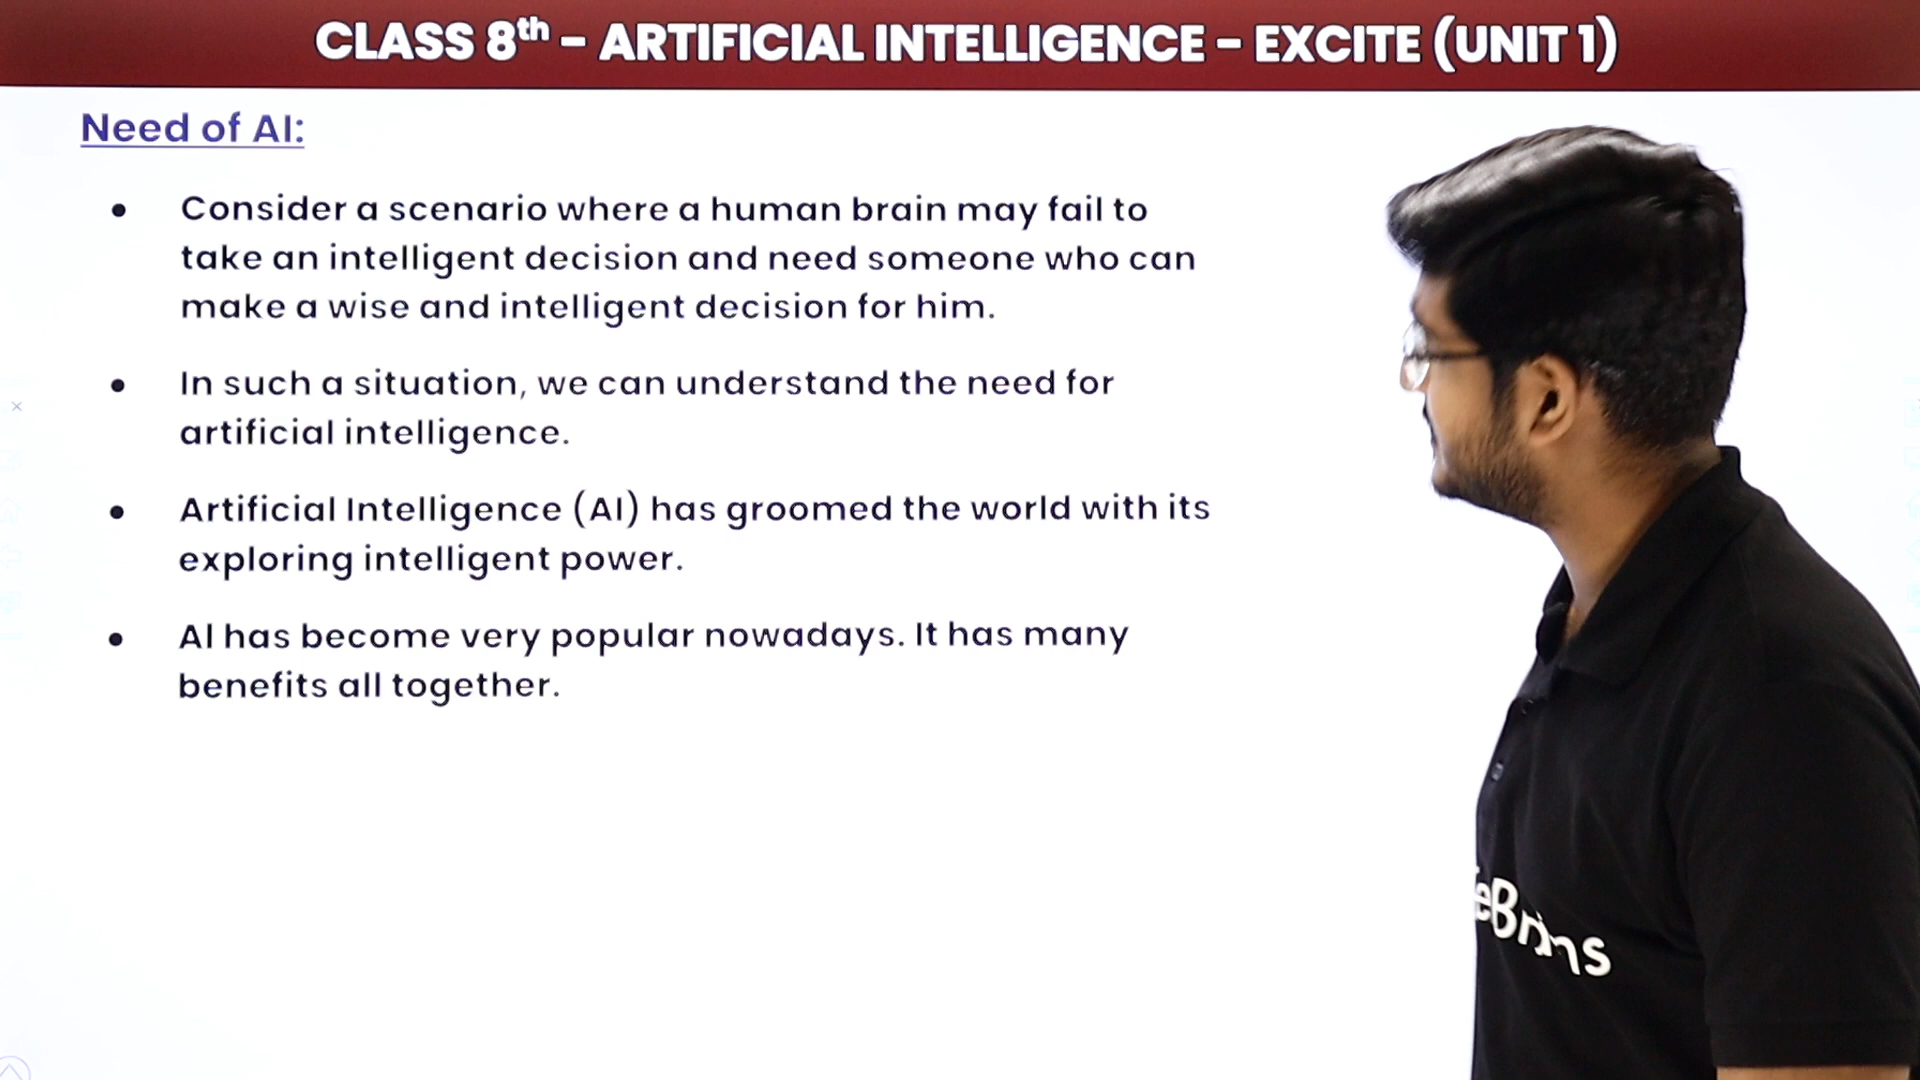 CLASS 8th - ARTIFICIAL INTELLIGENCE - EXCITE (UNIT 1)
Need of AI:
• Consider a scenario where a human brain may fail to
take an intelligent decision and need someone who can
make a wise and intelligent decision for him.
• In such a situation, we can understand the need for
artificial intelligence.
• Artificial Intelligence (AI) has groomed the world with its
exploring intelligent power.
• AI has become very popular nowadays. It has many
benefits all together.
eBrains